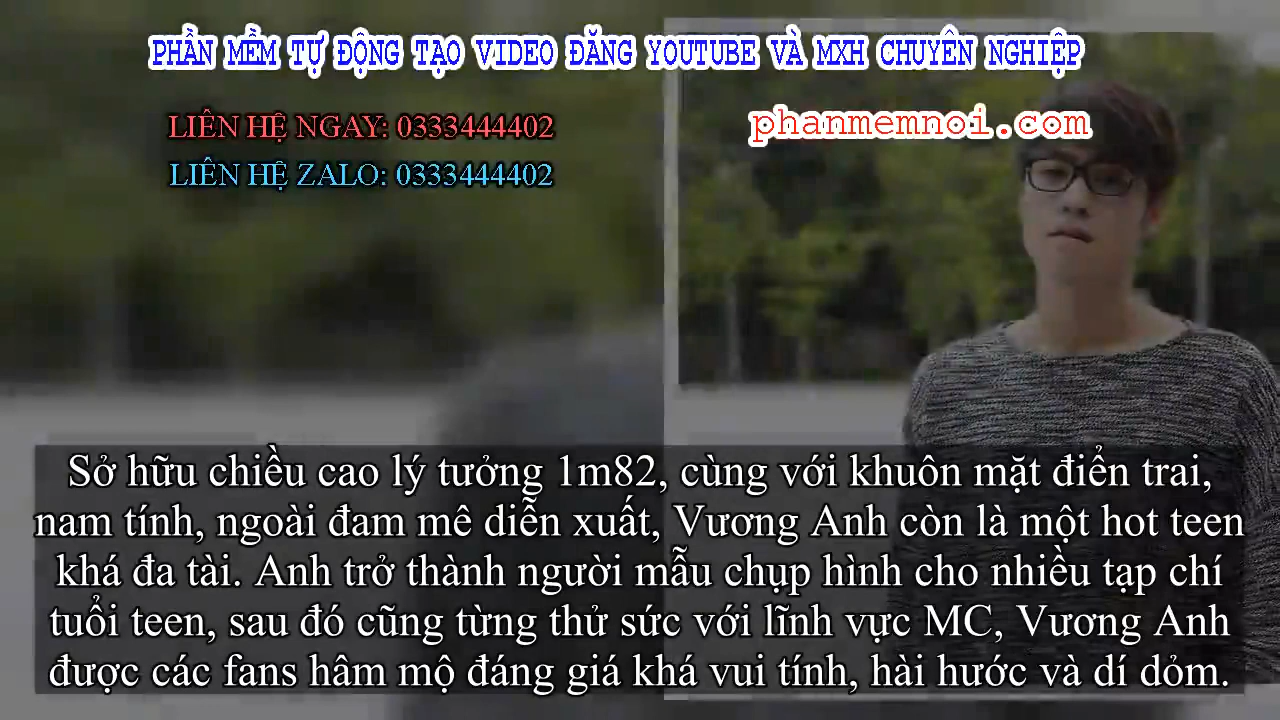 PHẦN MỀM TỰ ĐỘNG TẠO VIDEO ĐĂNG YOUTUBE VÀ MXH CHUYÊN NGHIỆP
LIÊN HỆ NGAY: 0333444402
phanmemnoi.com
LIÊN HỆ ZALO: 0333444402
Sở hữu chiều cao lý tưởng 1m82, cùng với khuôn mặt điển trai,
nam tính, ngoài đam mê diễn xuất, Vương Anh còn là một hot teen
khá đa tài. Anh trở thành người mẫu chụp hình cho nhiều tạp chí
tuổi teen, sau đó cũng từng thử sức với lĩnh vực MC, Vương Anh
được các fans hâm mộ đáng giá khá vui tính, hài hước và dí dỏm.